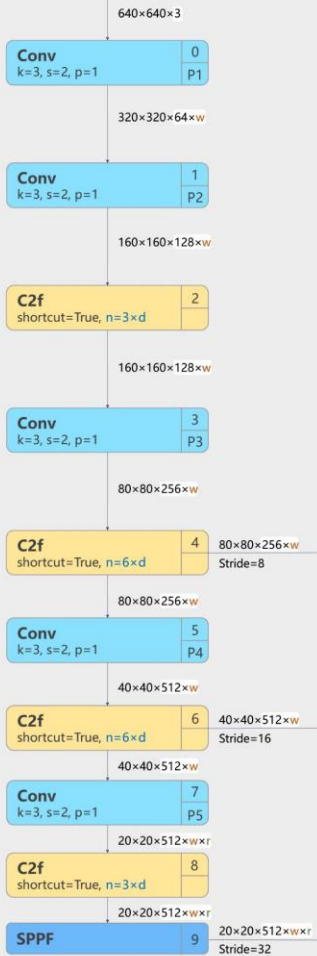 640×640×3
Conv 0
k=3, s=2, p=1 P1
320×320×64×w
Conv 1
k=3, s=2, p=1 P2
160×160×128×w
C2f 2
shortcut=True, n=3×d
160×160×128×w
Conv 3
k=3, s=2, p=1 P3
80×80×256×w
C2f 4 80×80×256×w
shortcut=True, n=6×d Stride=8
80×80×256×w
Conv 5
k=3, s=2, p=1 P4
40×40×512×w
C2f 6 40×40×512×w
shortcut=True, n=6×d Stride=16
40×40×512×w
Conv 7
k=3, s=2, p=1 P5
20×20×512×w×r
C2f 8
shortcut=True, n=3×d
20×20×512×w×r
SPPF 9 20×20×512×w×r
Stride=32